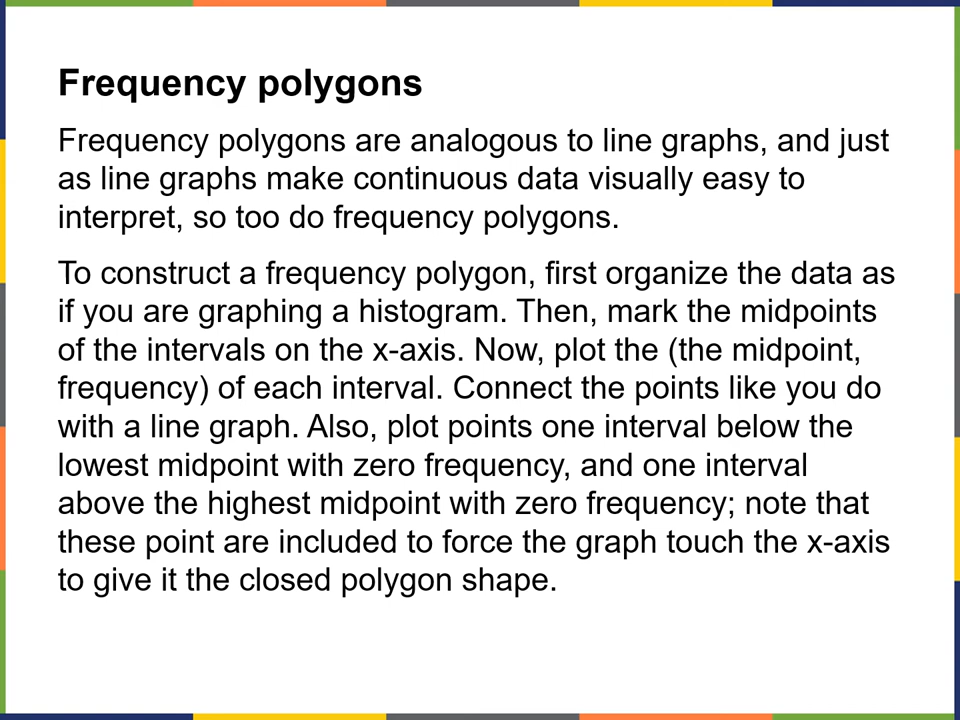 Frequency polygons
Frequency polygons are analogous to line graphs, and just
as line graphs make continuous data visually easy to
interpret, so too do frequency polygons.
To construct a frequency polygon, first organize the data as
if you are graphing a histogram. Then, mark the midpoints
of the intervals on the x-axis. Now, plot the (the midpoint,
frequency) of each interval. Connect the points like you do
with a line graph. Also, plot points one interval below the
lowest midpoint with zero frequency, and one interval
above the highest midpoint with zero frequency; note that
these point are included to force the graph touch the x-axis
to give it the closed polygon shape.